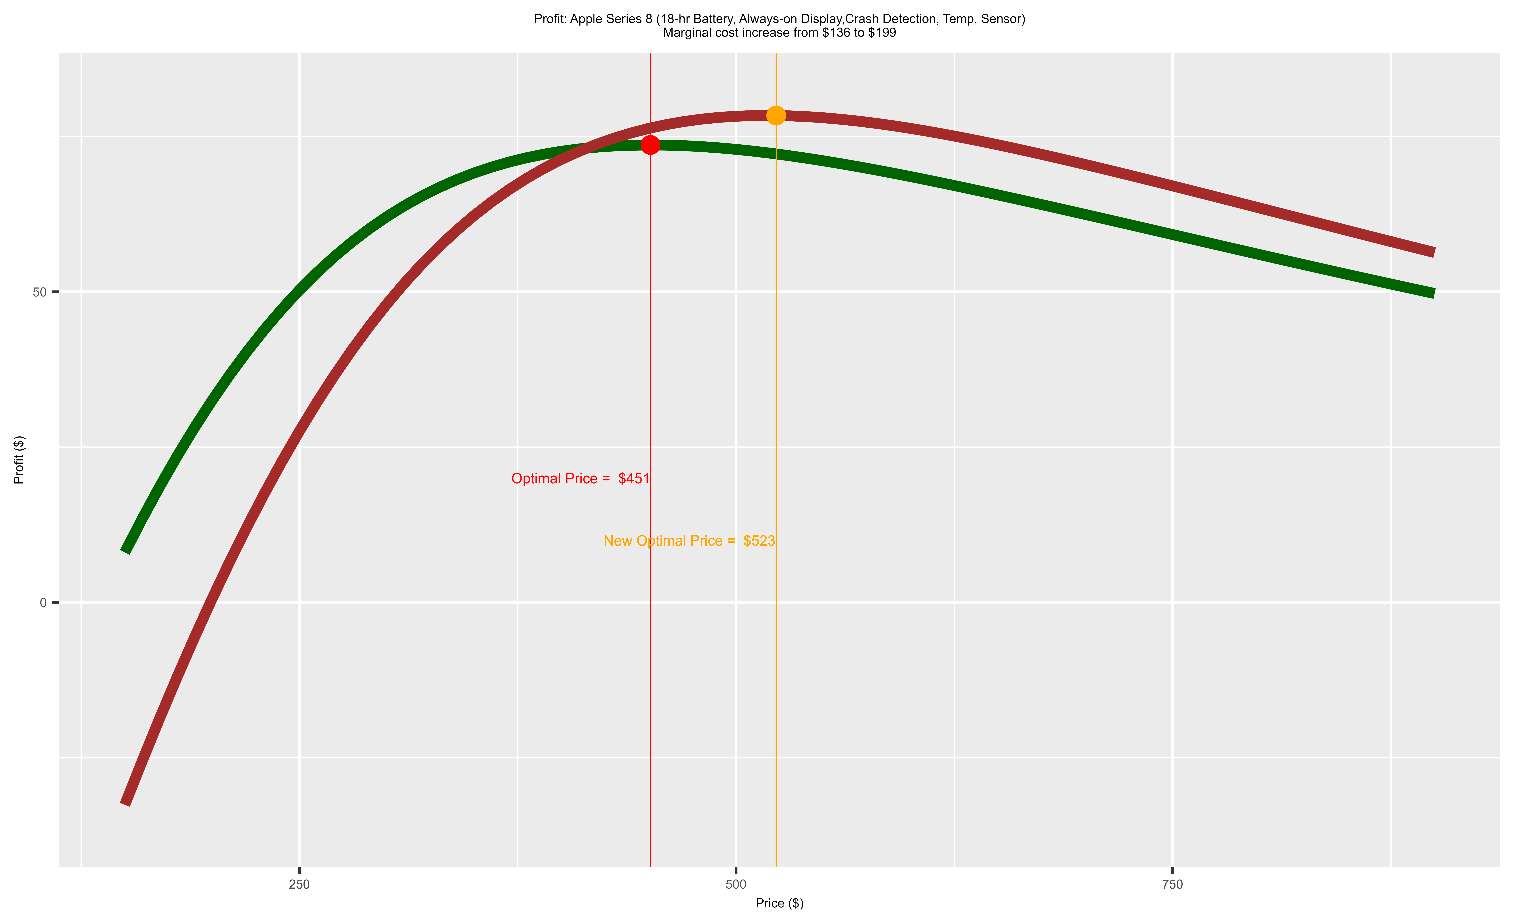 Profit: Apple Series 8 (18-hr Battery, Always-on Display,Crash Detection, Temp. Sensor)
Marginal cost increase from $136 to $199
Profit ($)
50
0
Optimal Price =  $451
New Optimal Price =  $523
250
500
750
Price ($)